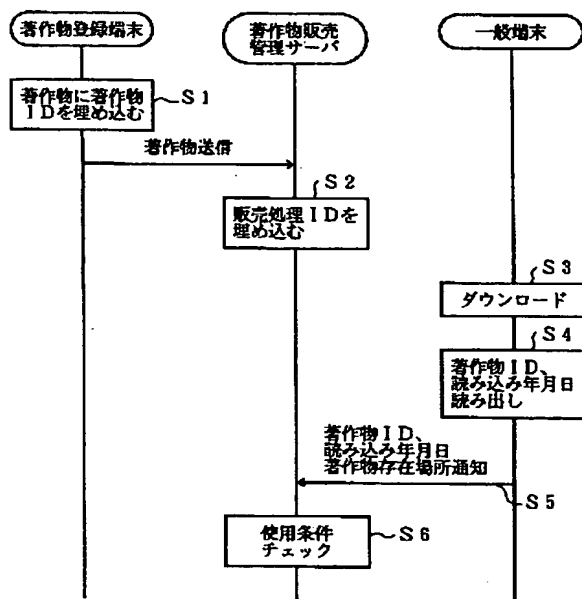 著作物登録端末
著作物販売
管理サーバ
一般端末
著作物に著作物
IDを埋め込む
S1
著作物送信
S2
販売処理IDを
埋め込む
S3
ダウンロード
S4
著作物ID、
読み込み年月日
読み出し
著作物ID、
読み込み年月日
著作物存在場所通知
S5
使用条件
チェック
S6